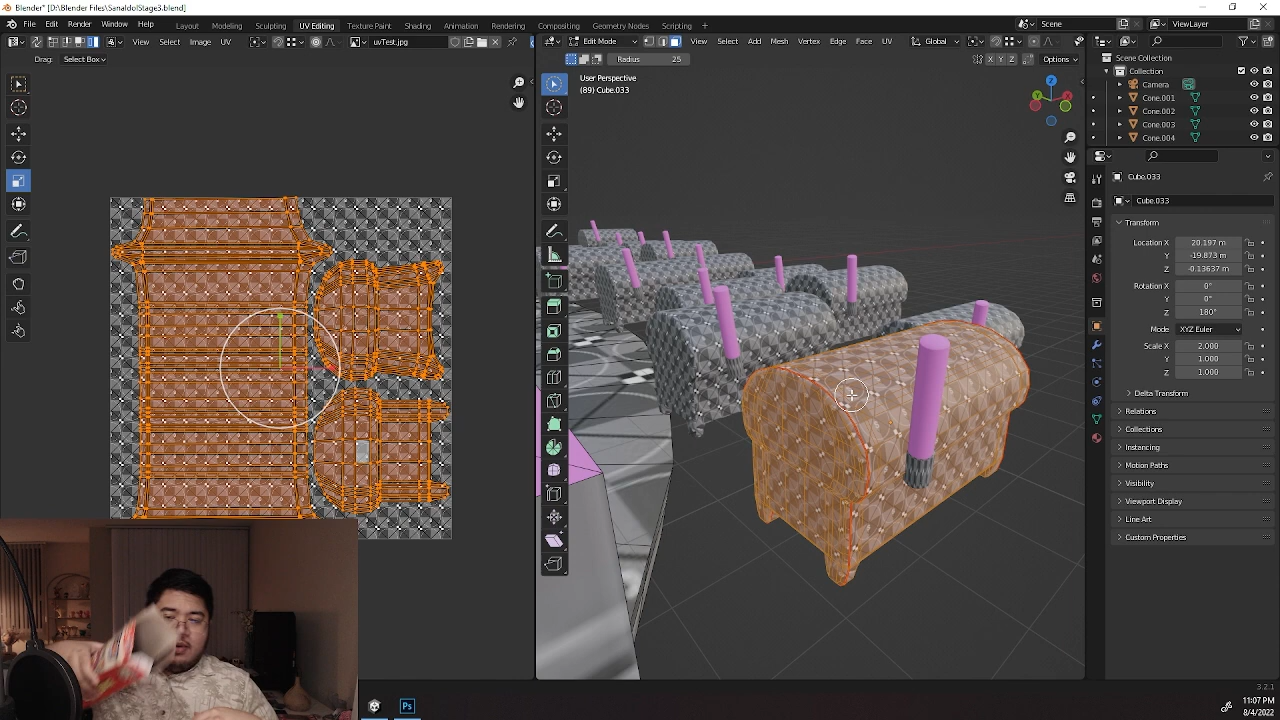 Blender* [D:\Blender Files\SanaldoIStage3.blend]
File Edit Render Window Help Layout Modeling Sculpting UV Editing Texture Paint Shading Animation Rendering Compositing Geometry Nodes Scripting + Scene ViewLayer
View Select Image UV uvTest.jpg Edit Mode View Select Add Mesh Vertex Edge Face UV Global
Drag: Select Box Radius 25 X Y Z Options
User Perspective
(89) Cube.033
Scene Collection
Collection
Camera
Cone.001
Cone.002
Cone.003
Cone.004
Cube.033
Cube.033
Transform
Location X 20.197 m
Y -19.873 m
Z -0.13637 m
Rotation X 0°
Y 0°
Z 180°
Mode XYZ Euler
Scale X 2.000
Y 1.000
Z 1.000
Delta Transform
Relations
Collections
Instancing
Motion Paths
Visibility
Viewport Display
Line Art
Custom Properties
3.2.1
Ps
11:07 PM
8/4/2022